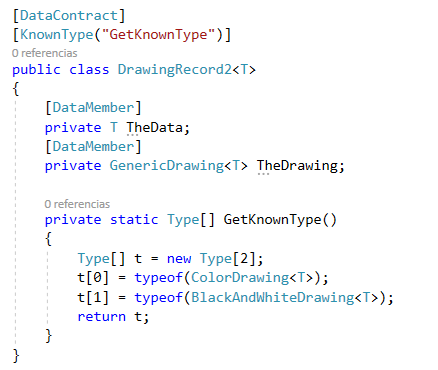 [DataContract]
[KnownType("GetKnownType")]
0 referencias
public class DrawingRecord2<T>
{
[DataMember]
private T TheData;
[DataMember]
private GenericDrawing<T> TheDrawing;
0 referencias
private static Type[] GetKnownType()
{
Type[] t = new Type[2];
t[0] = typeof(ColorDrawing<T>);
t[1] = typeof(BlackAndWhiteDrawing<T>);
return t;
}
}